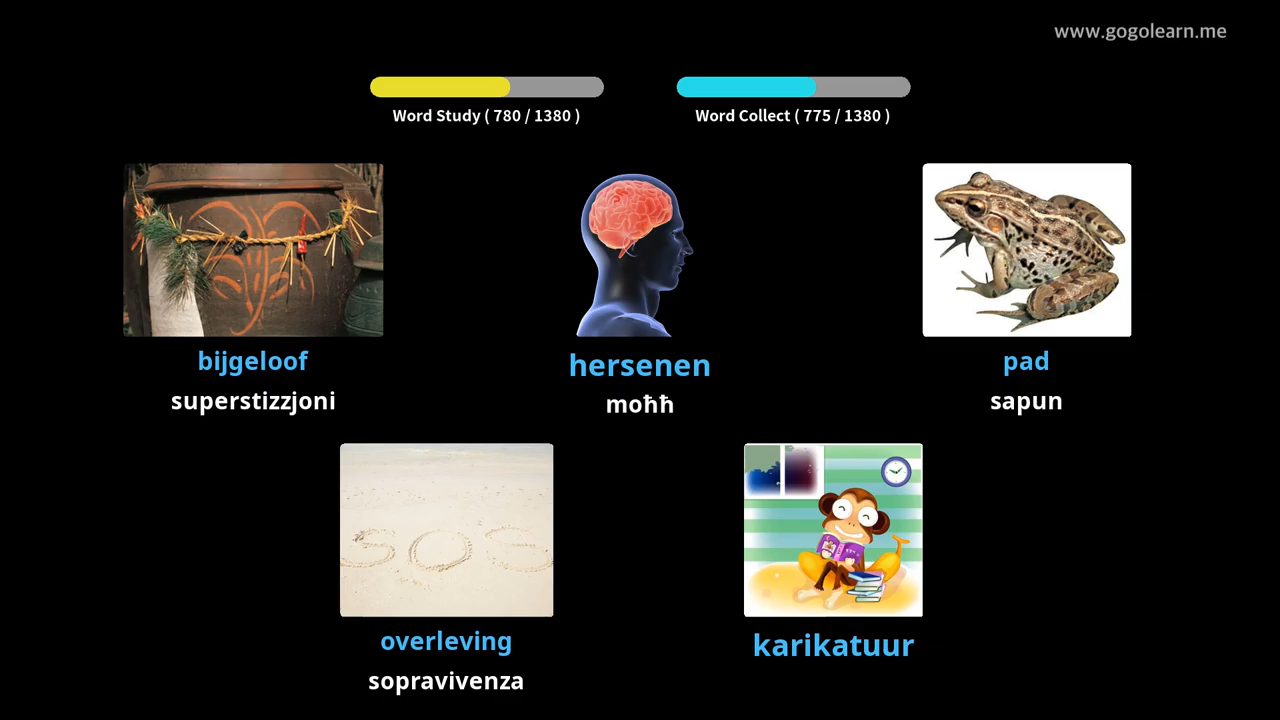 www.gogolearn.me
Word Study ( 780 / 1380 )
Word Collect ( 775 / 1380 )
bijgeloof
superstizzjoni
hersenen
moħħ
pad
sapun
SOS
overleving
sopravivenza
karikatuur